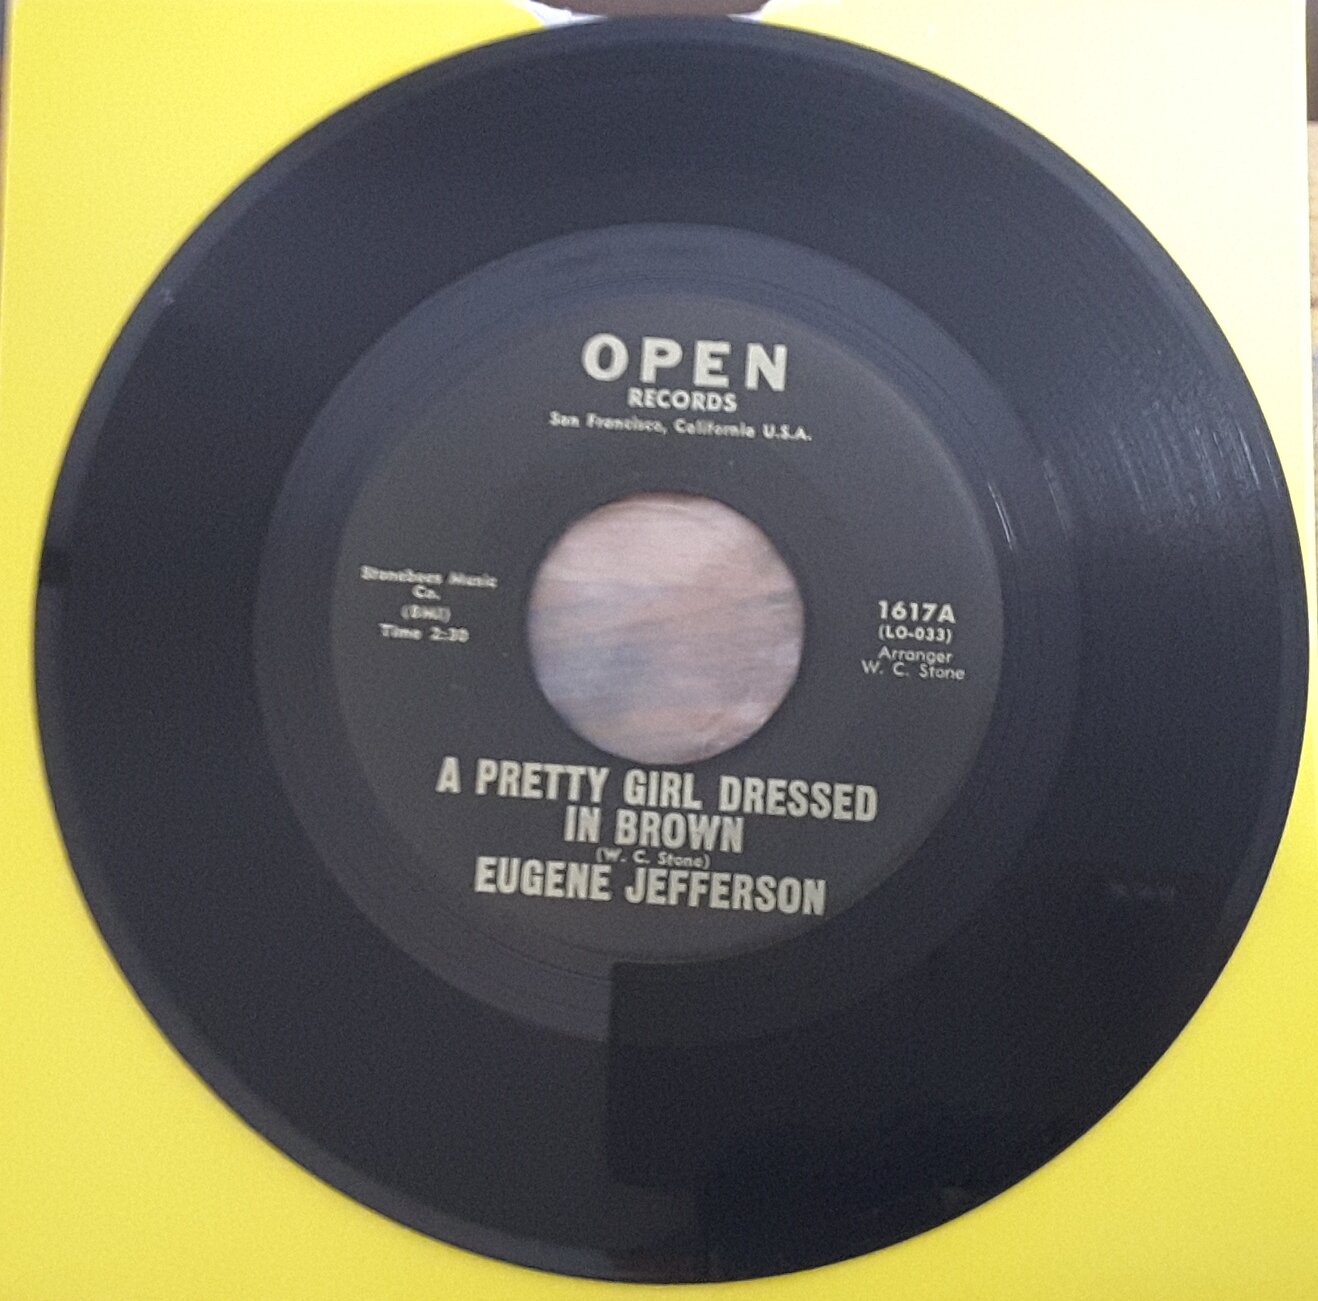 OPEN
RECORDS
San Francisco, California U.S.A.
Music
Co.
(BMI)
Time 2:30
1617A
(LO-033)
Arranger
W. C. Stone
A PRETTY GIRL DRESSED
IN BROWN
(W. C. Stone)
EUGENE JEFFERSON